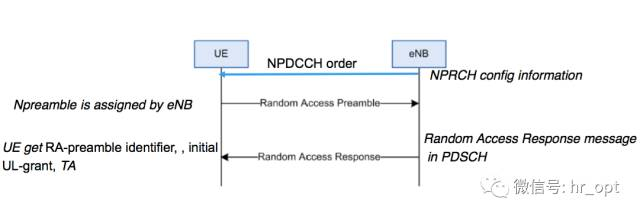 UE
eNB
NPDCCH order
NPRCH config information
Npreamble is assigned by eNB
Random Access Preamble
UE get RA-preamble identifier, , initial
UL-grant, TA
Random Access Response
Random Access Response message
in PDSCH
微信号: hr_opt